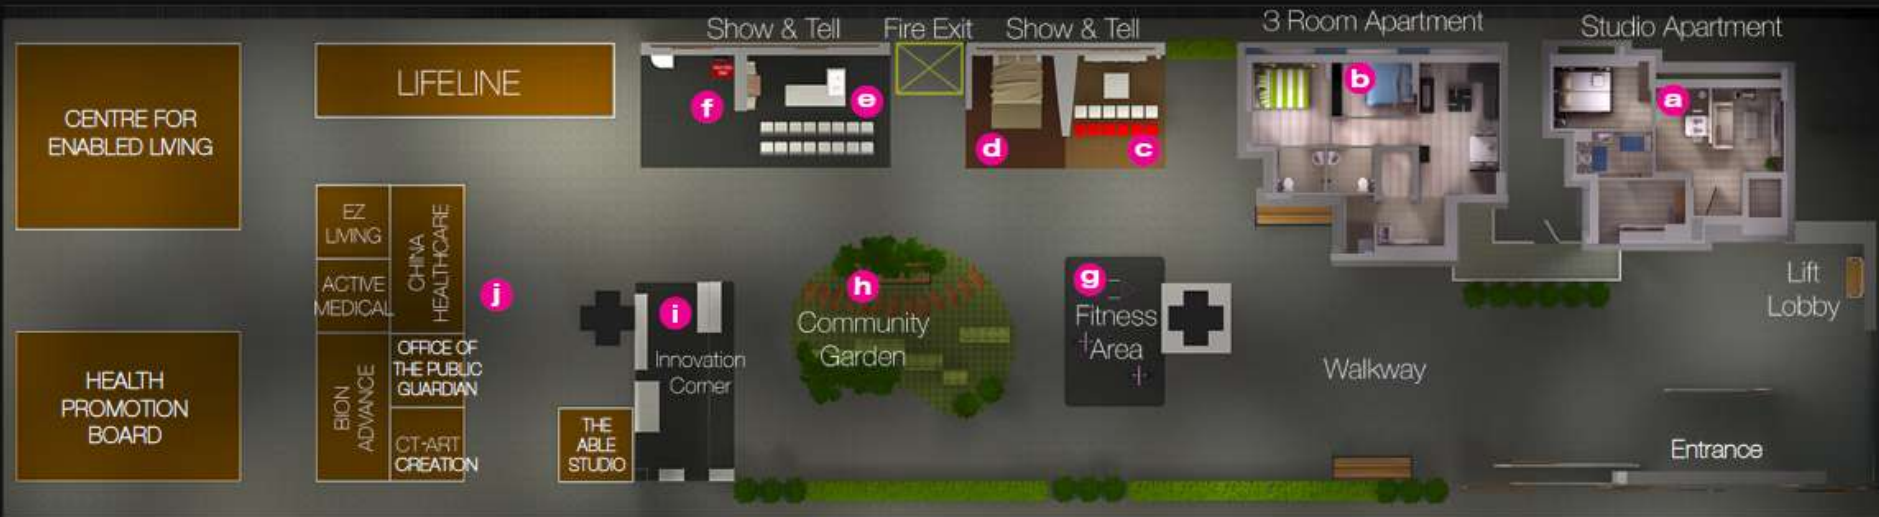 Show & Tell
Fire Exit
Show & Tell
3 Room Apartment
Studio Apartment
CENTRE FOR
ENABLED LIVING
LIFELINE
f
e
d
c
b
a
EZ
LIVING
CHINA
HEALTHCARE
ACTIVE
MEDICAL
j
i
Innovation
Corner
h
Community
Garden
g
Fitness
Area
Lift
Lobby
Walkway
HEALTH
PROMOTION
BOARD
BION
ADVANCE
OFFICE OF
THE PUBLIC
GUARDIAN
CT-ART
CREATION
THE
ABLE
STUDIO
Entrance